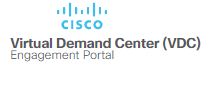 CISCO
Virtual Demand Center (VDC)
Engagement Portal